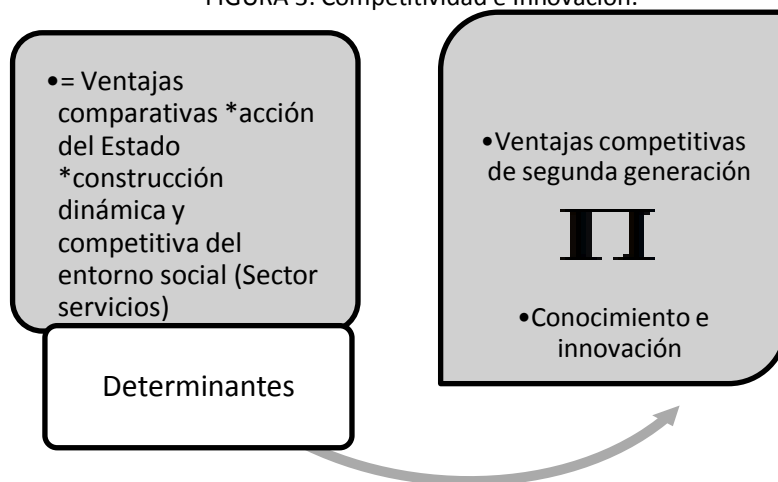 FIGURA 3. Competitividad e innovación.
•= Ventajas
comparativas *acción
del Estado
*construcción
dinámica y
competitiva del
entorno social (Sector
servicios)
Determinantes
•Ventajas competitivas
de segunda generación
∏
•Conocimiento e
innovación